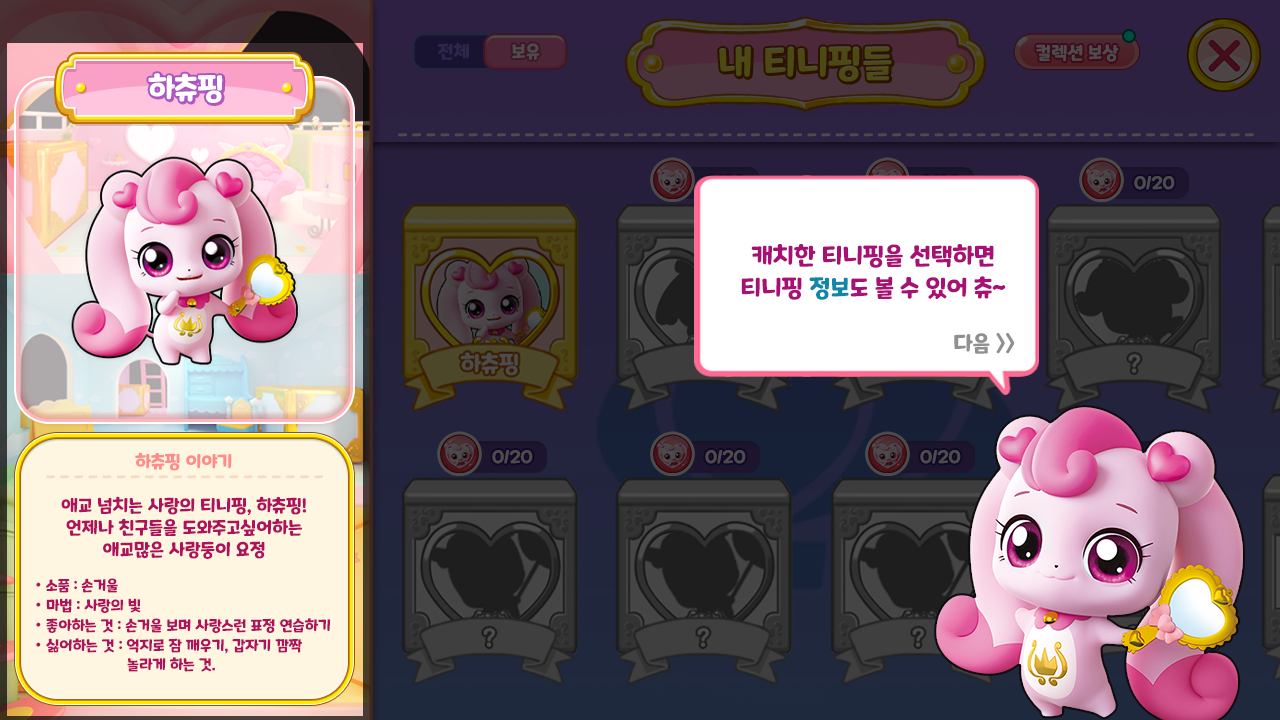 하츄핑
하츄핑 이야기
애교 넘치는 사랑의 티니핑, 하츄핑!
언제나 친구들을 도와주고싶어하는
애교많은 사랑둥이 요정
• 소품 : 손거울
• 마법 : 사랑의 빛
• 좋아하는 것 : 손거울 보며 사랑스런 표정 연습하기
• 싫어하는 것 : 억지로 잠 깨우기, 갑자기 깜짝
놀라게 하는 것.
전체 보유
내 티니핑들
컬렉션 보상
0/20
캐치한 티니핑을 선택하면
티니핑 정보도 볼 수 있어 츄~
다음 》
하츄핑
?
0/20 0/20 0/20
? ? ?